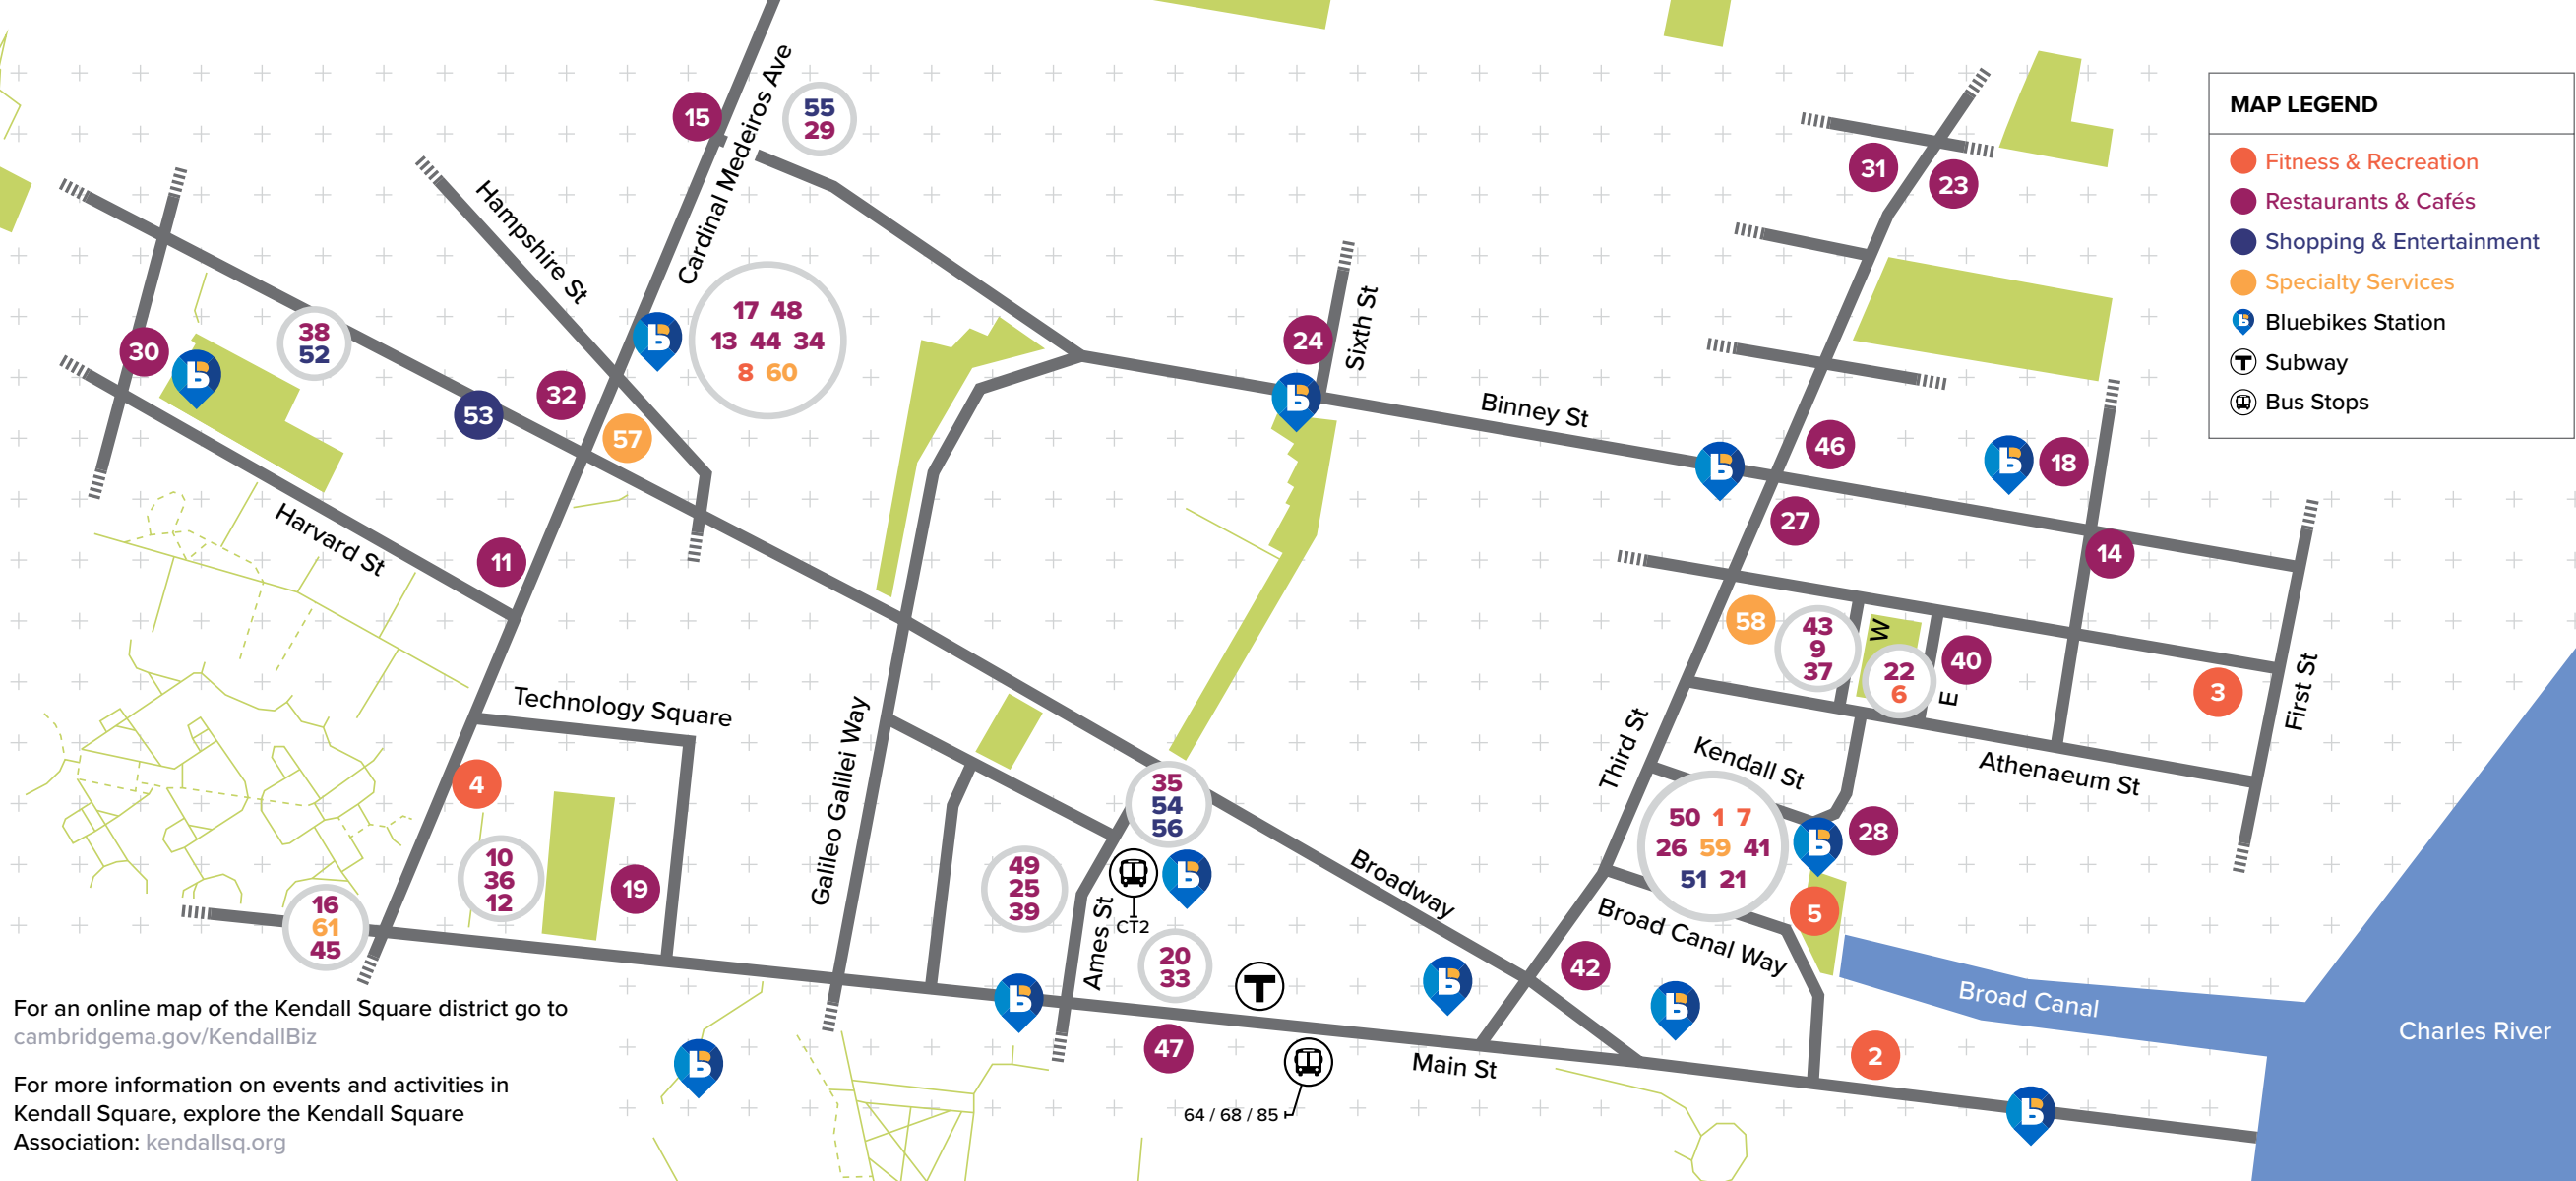 MAP LEGEND
Fitness & Recreation
Restaurants & Cafés
Shopping & Entertainment
Specialty Services
Bluebikes Station
T Subway
Bus Stops
Cardinal Medeiros Ave
15
55
29
Hampshire St
31
23
17 48
13 44 34
8 60
38
52
30
53
32
57
24
Sixth St
Binney St
46
18
27
14
Harvard St
11
58
43
9
37
W
22
6
E
40
3
First St
Technology Square
Galileo Galilei Way
Third St
Kendall St
Athenaeum St
4
35
54
56
50 1 7
26 59 41
51 21
28
10
36
12
19
49
25
39
Ames St
CT2
Broadway
5
Broad Canal Way
16
61
45
20
33
T
42
Broad Canal
Charles River
47
Main St
2
64 / 68 / 85
For an online map of the Kendall Square district go to
cambridgema.gov/KendallBiz
For more information on events and activities in
Kendall Square, explore the Kendall Square
Association: kendallsq.org